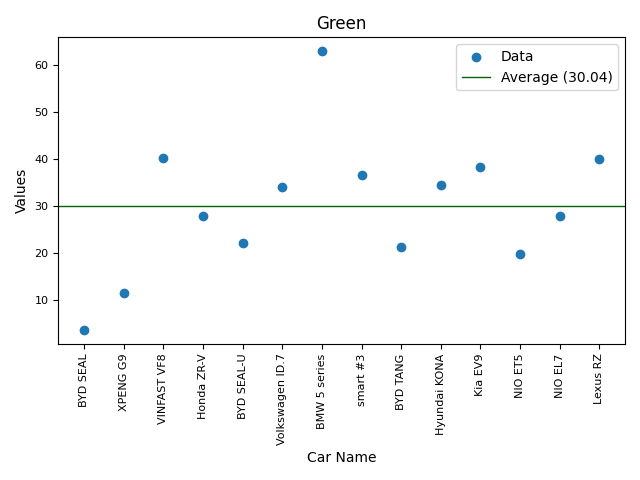 Green
Data
Average (30.04)
Values
60
50
40
30
20
10
BYD SEAL
XPENG G9
VINFAST VF8
Honda ZR-V
BYD SEAL-U
Volkswagen ID.7
BMW 5 series
smart #3
BYD TANG
Hyundai KONA
Kia EV9
NIO ET5
NIO EL7
Lexus RZ
Car Name